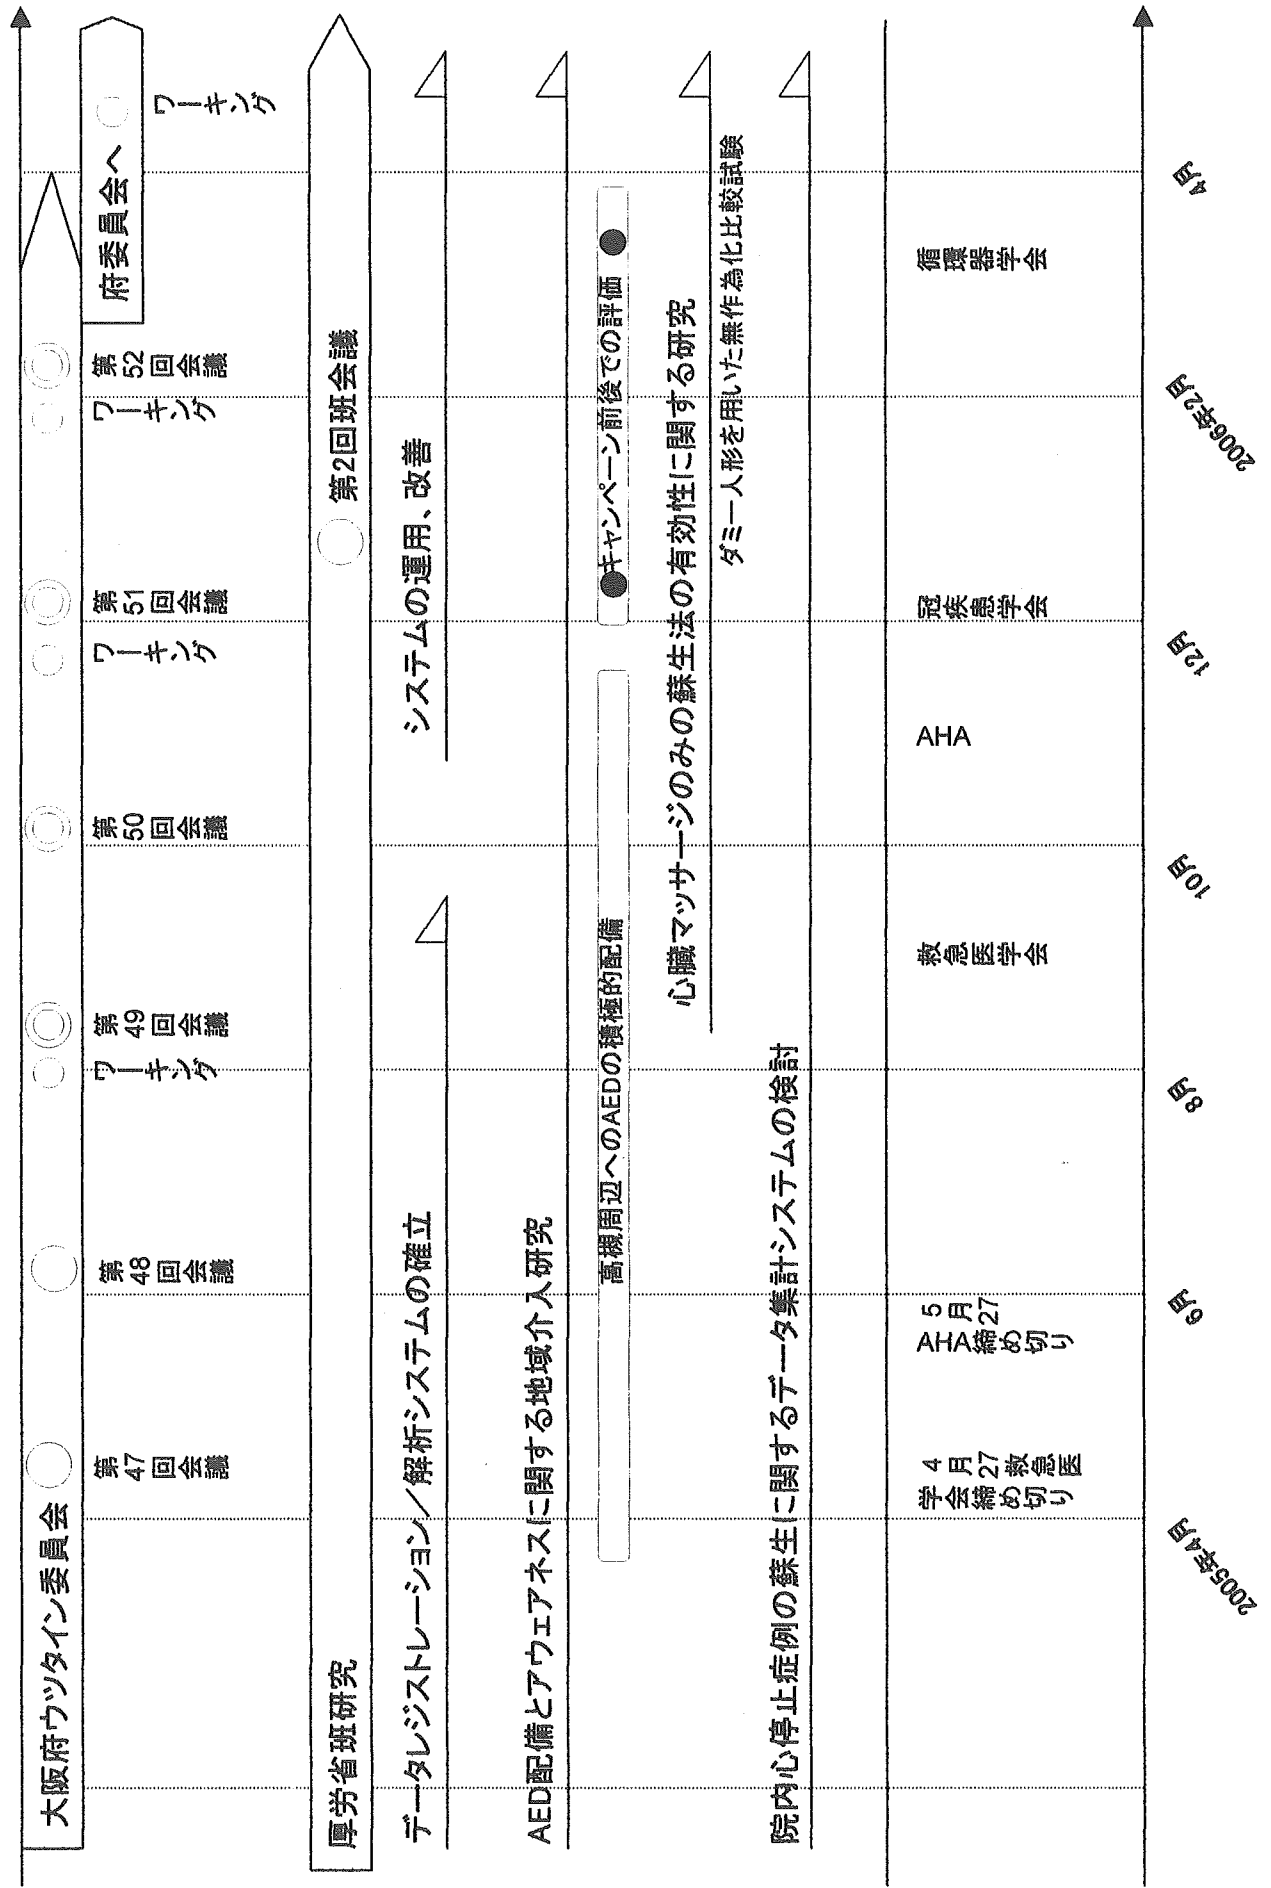 大阪府ウツタイン委員会
第
47
回会議
第
48
回会議
ワーキング
第
49
回会議
第
50
回会議
ワーキング
第
51
回会議
ワーキング
第
52
回会議
府委員会へ
ワーキング
厚労省班研究
第2回班会議
データレジストレーション／解析システムの確立
システムの運用、改善
AED配備とアウェアネスに関する地域介入研究
高槻周辺へのAEDの積極的配備
キャンペーン前後での評価
心臓マッサージのみの蘇生法の有効性に関する研究
ダミー人形を用いた無作為化比較試験
院内心停止症例の蘇生に関するデータ集計システムの検討
4
月
27救急医
学会締め切り
5
月
27
AHA締め切り
救急医学会
AHA
冠疾患学会
循環器学会
2005年4月
6月
8月
10月
12月
2006年2月
4月